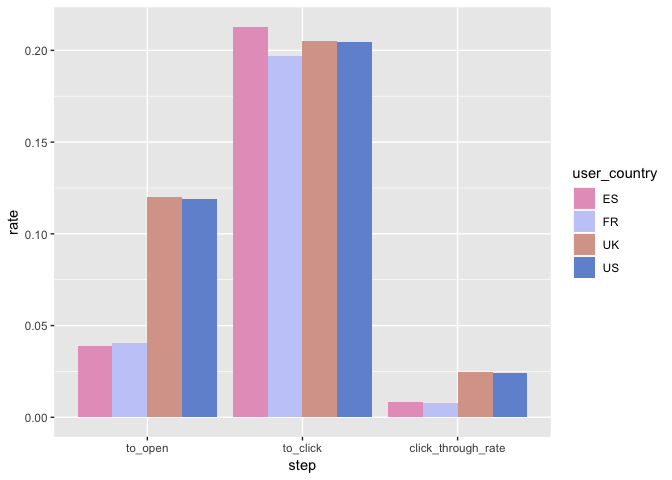 0.20
0.15
0.10
0.05
0.00
rate
to_open
to_click
click_through_rate
step
user_country
ES
FR
UK
US